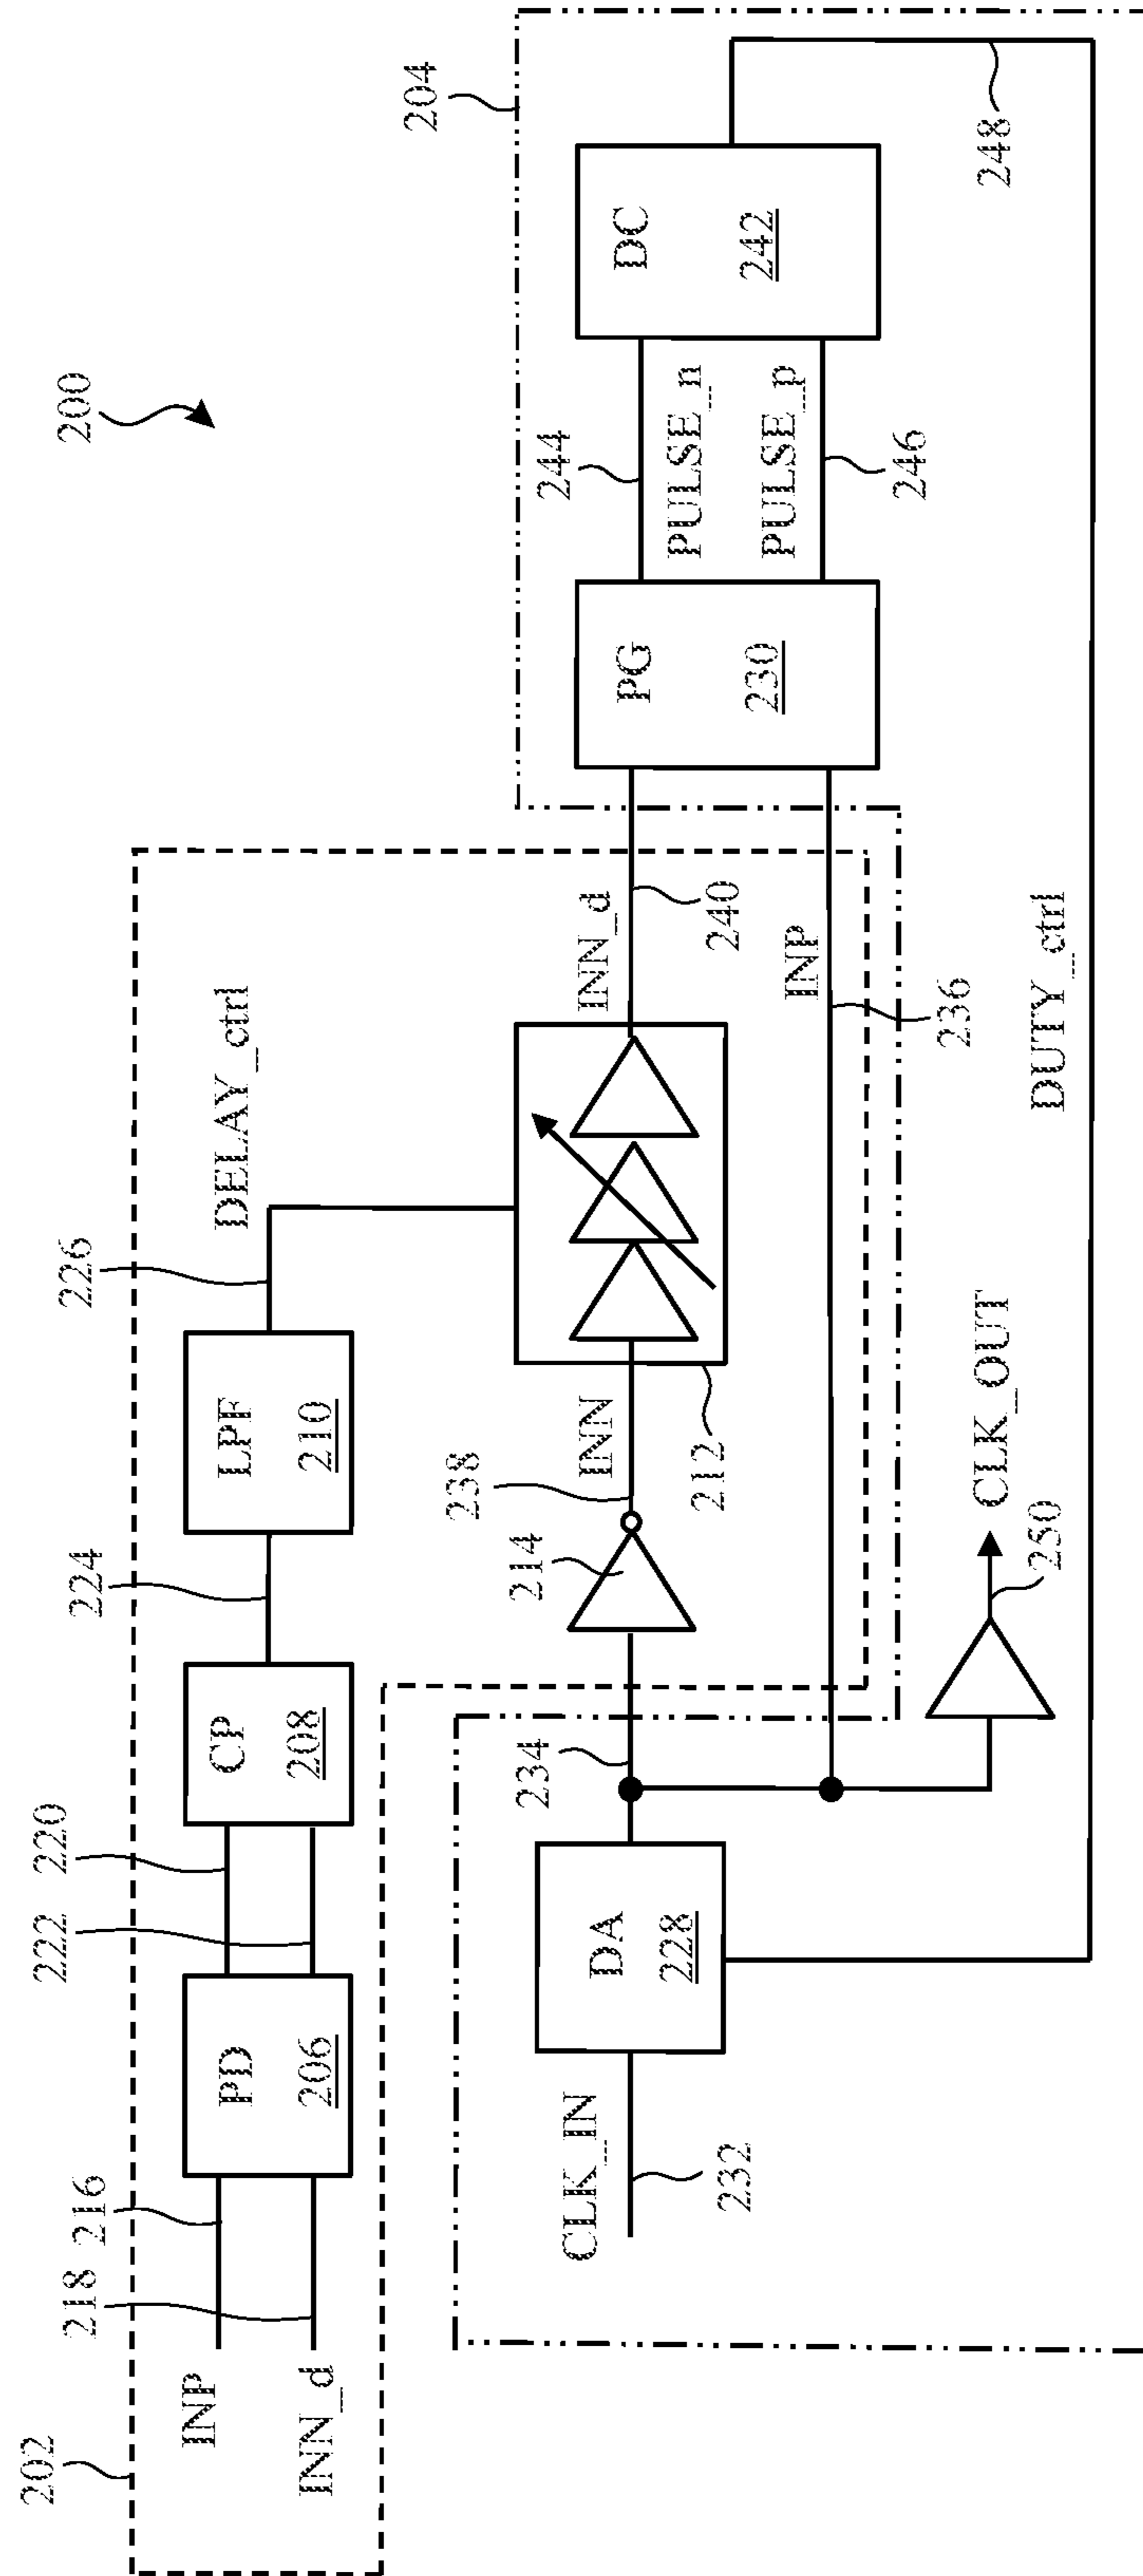 200
202
204
INP
INN_d
216
218
PD
206
220
222
CP
208
224
LPF
210
226
DELAY_ctrl
CLK_IN
232
DA
228
234
214
238
INN
212
INN_d
240
INP
236
PG
230
244
PULSE_n
PULSE_p
246
DC
242
248
DUTY_ctrl
CLK_OUT
250